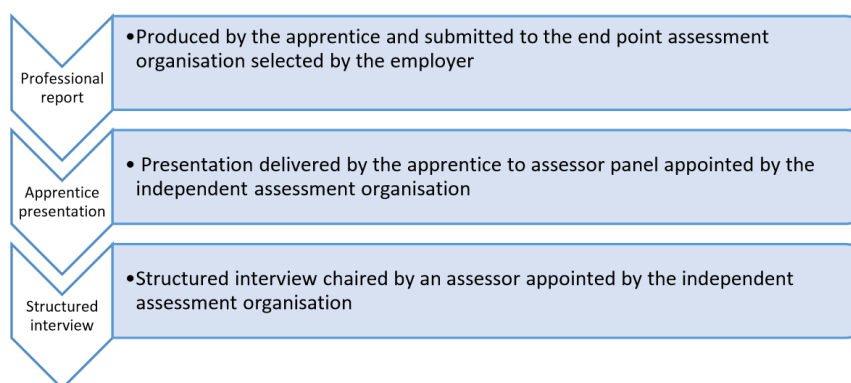 Professional
report
•Produced by the apprentice and submitted to the end point assessment
organisation selected by the employer
Apprentice
presentation
• Presentation delivered by the apprentice to assessor panel appointed by the
independent assessment organisation
Structured
interview
•Structured interview chaired by an assessor appointed by the independent
assessment organisation